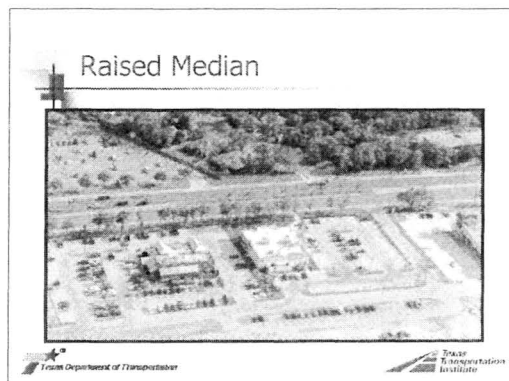 Raised Median
Texas Department of Transportation
Texas
Transportation
Institute